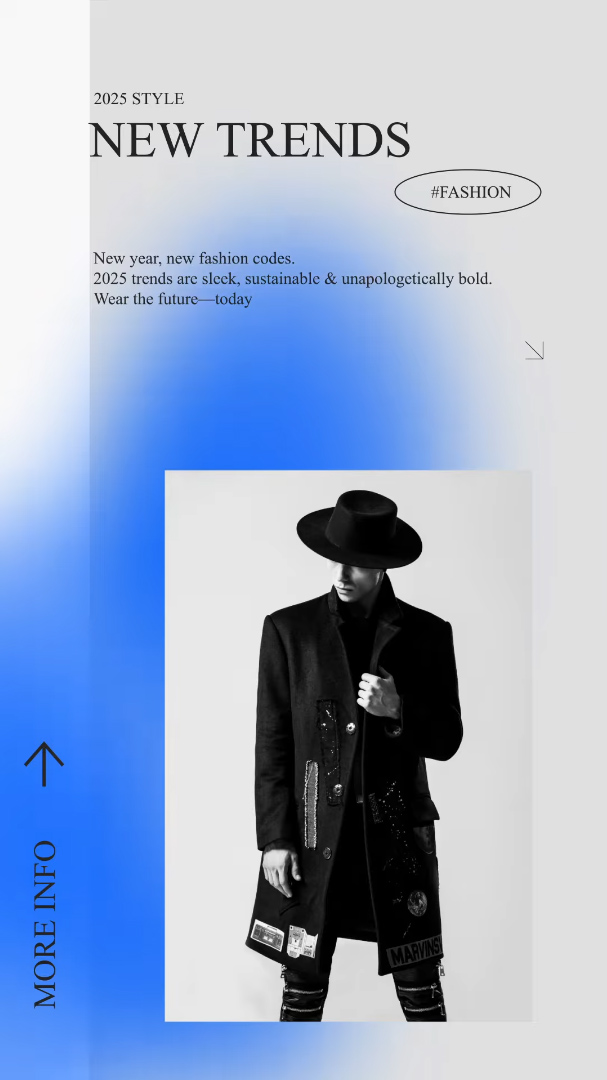 2025 STYLE
NEW TRENDS
#FASHION
New year, new fashion codes.
2025 trends are sleek, sustainable & unapologetically bold.
Wear the future—today
MORE INFO
MARVINS